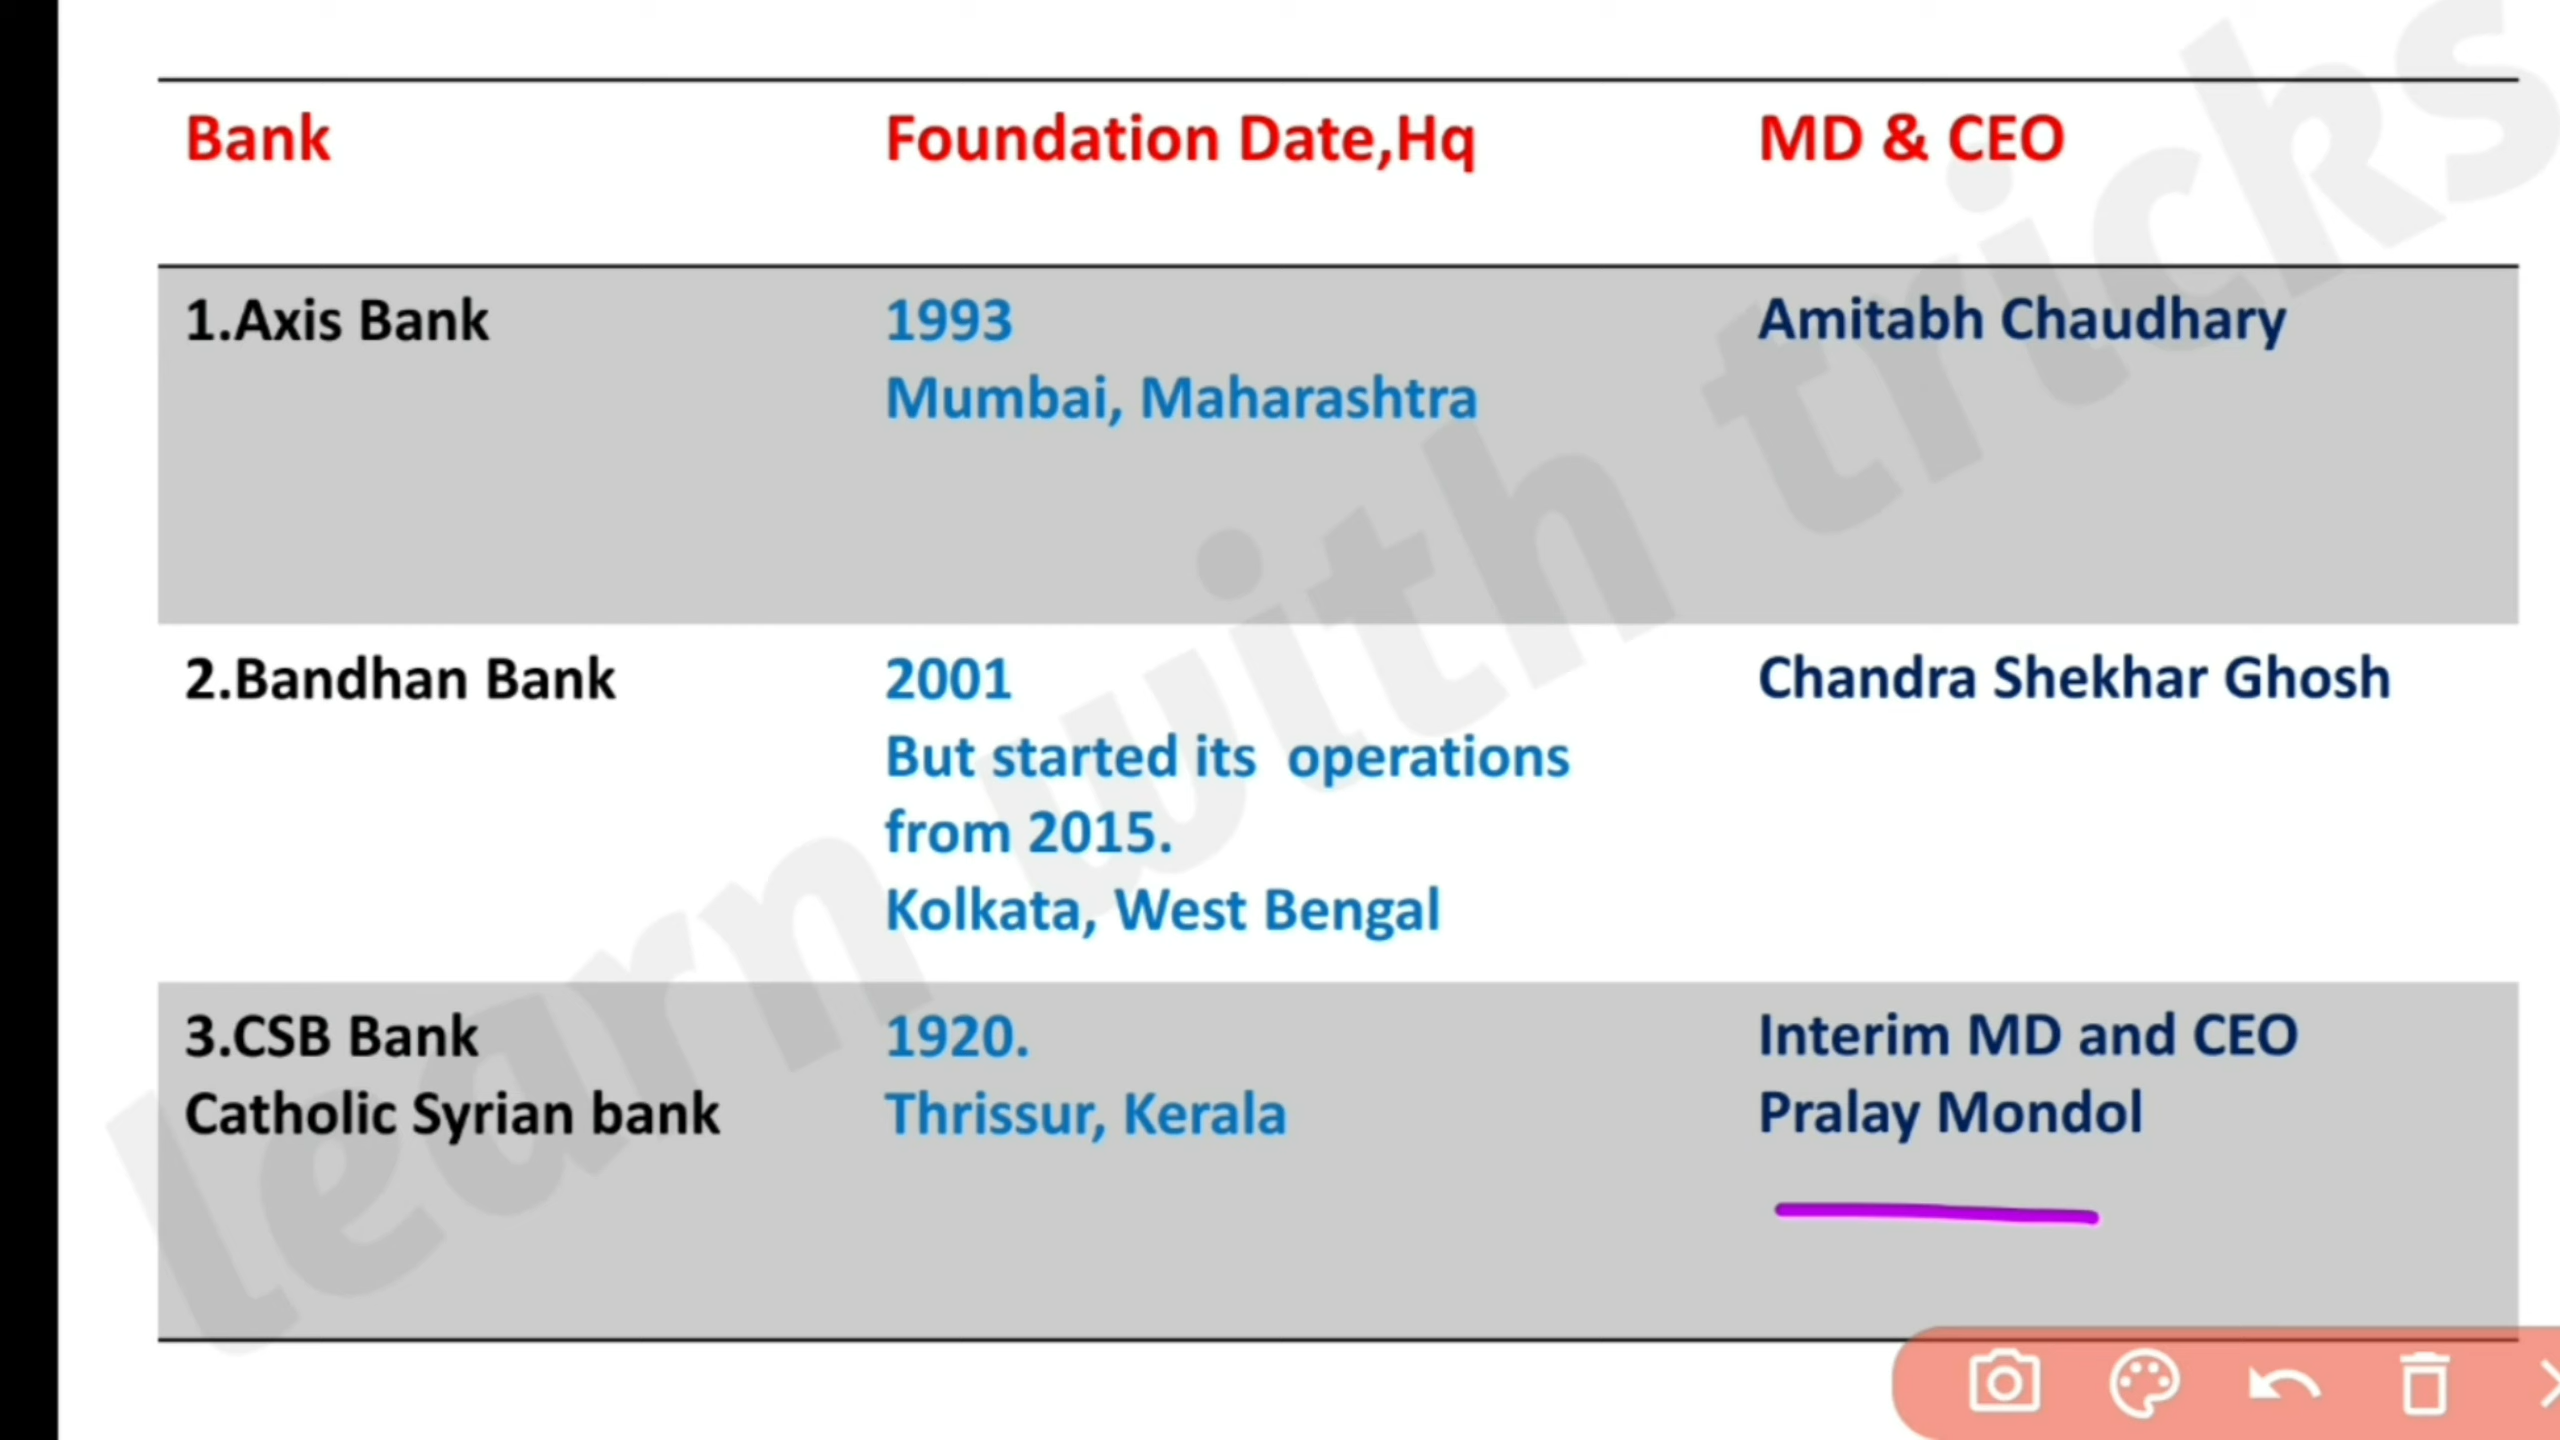 Bank Foundation Date,Hq MD & CEO
1.Axis Bank 1993 Amitabh Chaudhary
Mumbai, Maharashtra
2.Bandhan Bank 2001 Chandra Shekhar Ghosh
But started its operations
from 2015.
Kolkata, West Bengal
3.CSB Bank 1920. Interim MD and CEO
Catholic Syrian bank Thrissur, Kerala Pralay Mondol
learn with tricks